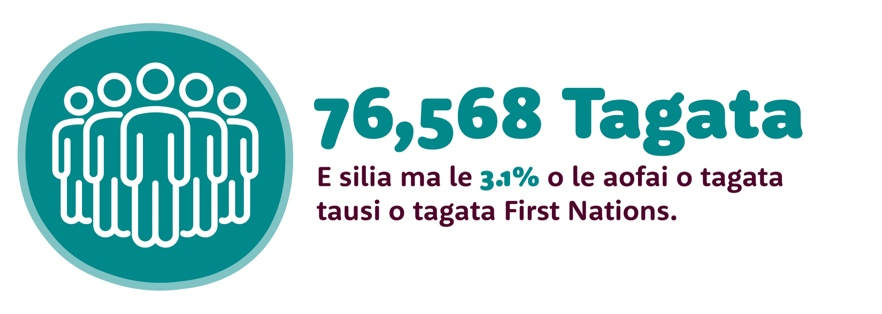 76,568 Tagata
E silia ma le 3.1% o le aofai o tagata
tausi o tagata First Nations.